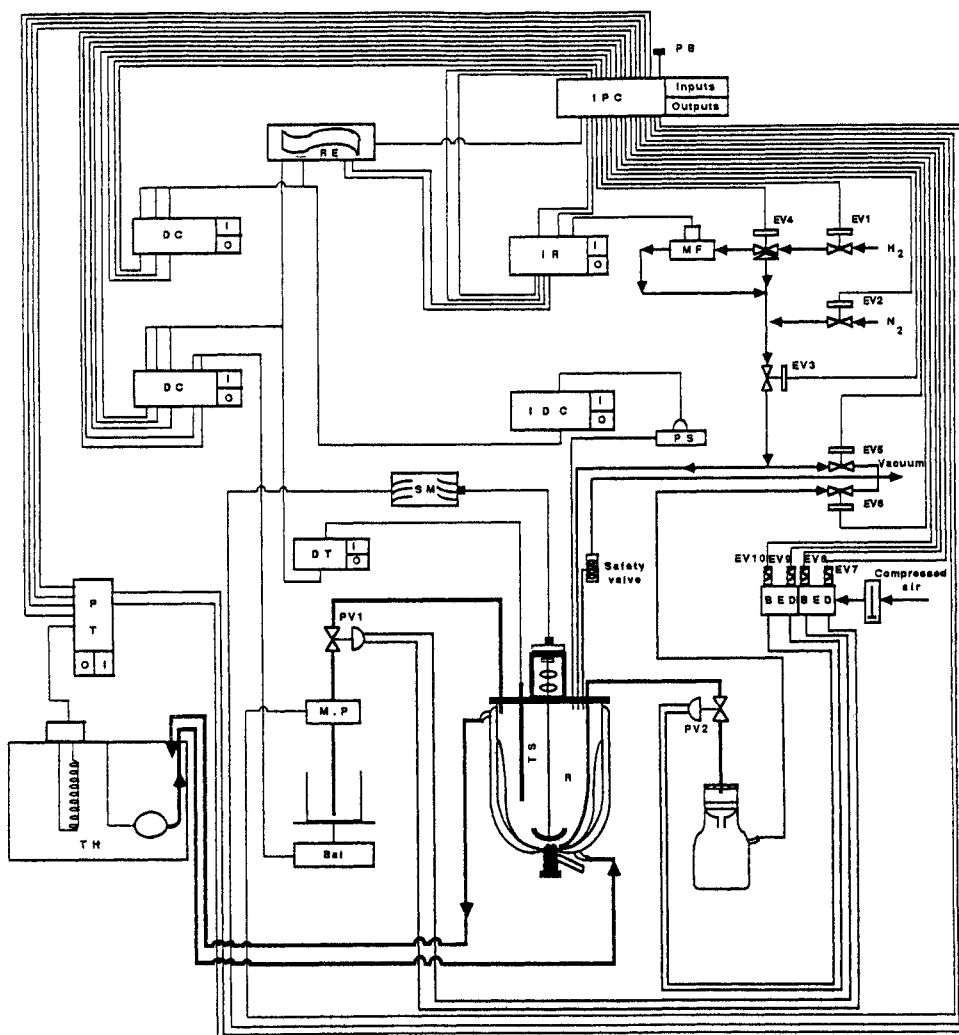 P B
Inputs
I P C
Outputs
R E
EV4
EV1
D C
I
O
I R
I
O
M F
H2
EV2
N2
EV3
D C
I
O
I D C
I
O
P S
EV5
Vacuum
S M
EV6
D T
I
O
Safety
valve
EV10
EV9
EV8
EV7
Compressed
air
B E D
B E D
P
T
O I
PV1
M.P
PV2
T S
R
T H
Bal